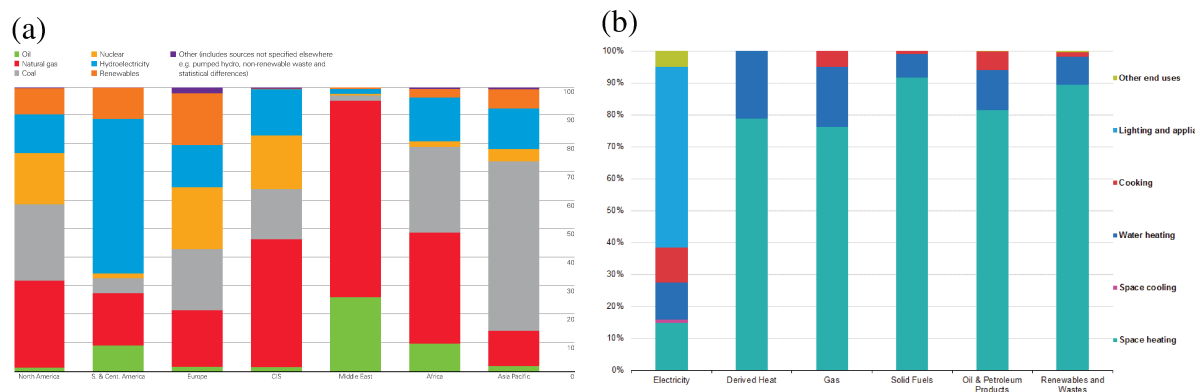 (a)
Oil
Natural gas
Coal
Nuclear
Hydroelectricity
Renewables
Other (includes sources not specified elsewhere
e.g. pumped hydro, non-renewable waste and
statistical differences)
100
90
80
70
60
50
40
30
20
10
0
North America S. & Cent. America Europe CIS Middle East Africa Asia Pacific
(b)
100%
90%
80%
70%
60%
50%
40%
30%
20%
10%
0%
Electricity Derived Heat Gas Solid Fuels Oil & Petroleum Products Renewables and Wastes
Other end uses
Lighting and applia
Cooking
Water heating
Space cooling
Space heating